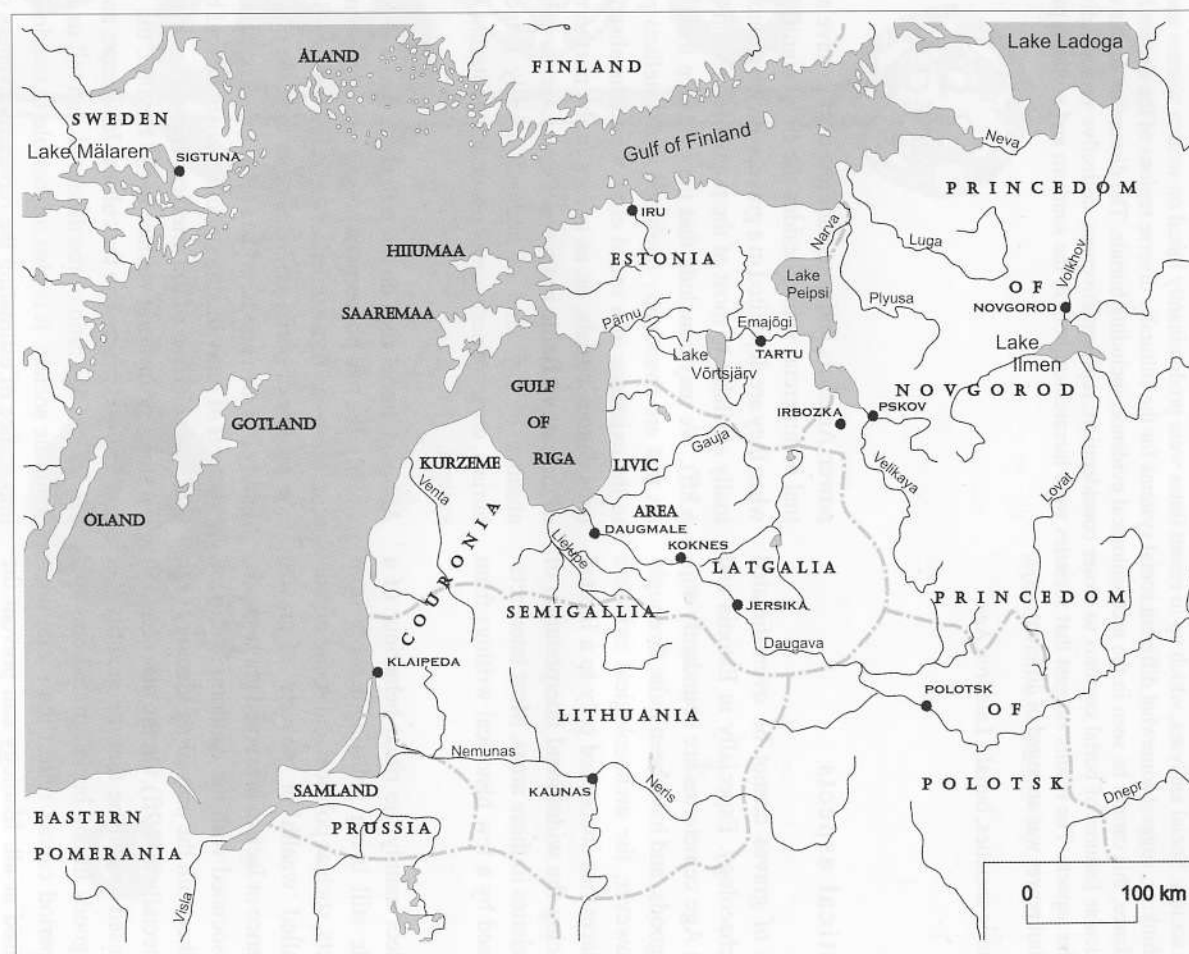 Lake Ladoga
ÅLAND
FINLAND
SWEDEN
Lake Mälaren
SIGTUNA
Gulf of Finland
Neva
PRINCEDOM
IRU
HIIUMAA
ESTONIA
Narva
Luga
Volkhov
Lake
Peipsi
Plyusa
OF
NOVGOROD
SAAREMAA
Pärnu
Emajõgi
TARTU
Lake
Võrtsjärv
Lake
Ilmen
NOVGOROD
GULF
OF
RIGA
IRBOZKA
PSKOV
GOTLAND
KURZEME
Venta
LIVIC
AREA
Gauja
Velikaya
Lovat
ÖLAND
COURONIA
DAUGMALE
Lielupe
KOKNES
LATGALIA
SEMIGALLIA
JERSIKA
PRINCEDOM
Daugava
KLAIPEDA
POLOTSK
OF
LITHUANIA
Nemunas
KAUNAS
Neris
POLOTSK
Dnepr
SAMLAND
PRUSSIA
EASTERN
POMERANIA
Visla
0 100 km